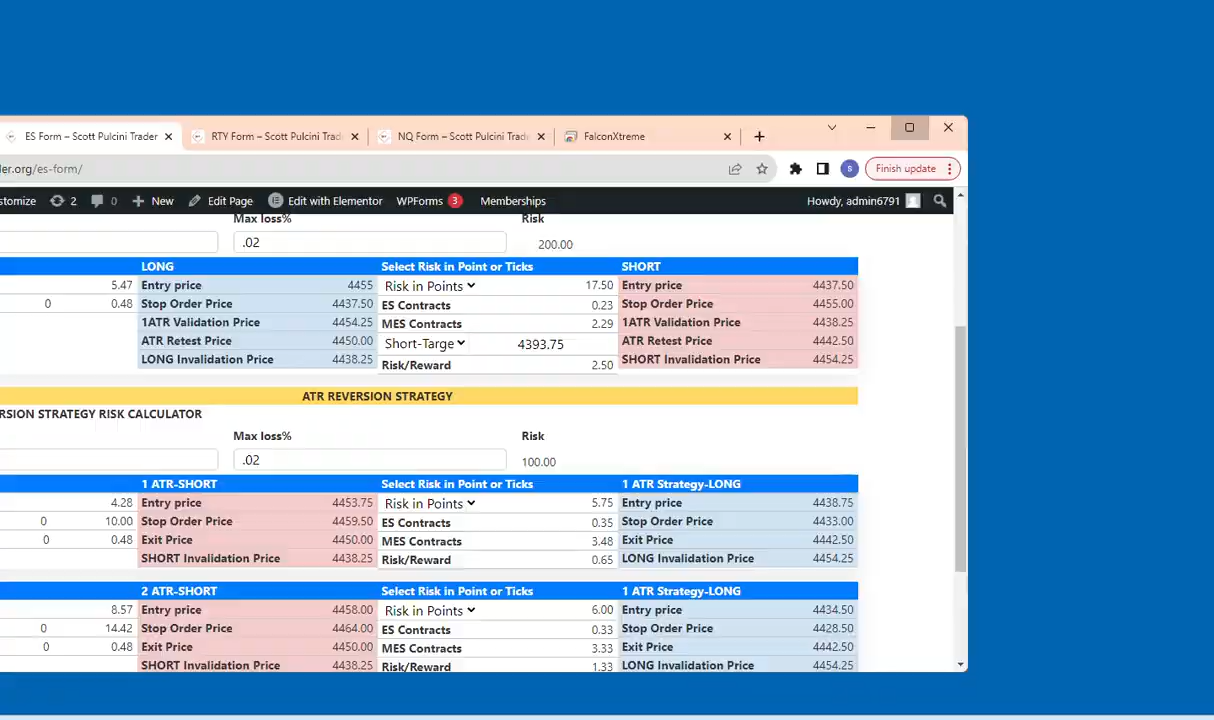 ES Form – Scott Pulcini Trader
RTY Form – Scott Pulcini Trad
NQ Form – Scott Pulcini Trade
FalconXtreme
der.org/es-form/
S
Finish update
stomize 2 0 New Edit Page Edit with Elementor WPForms 3 Memberships Howdy, admin6791
Max loss% Risk
.02 200.00
LONG Select Risk in Point or Ticks SHORT
5.47 Entry price 4455 Risk in Points 17.50 Entry price 4437.50
0 0.48 Stop Order Price 4437.50 ES Contracts 0.23 Stop Order Price 4455.00
1ATR Validation Price 4454.25 MES Contracts 2.29 1ATR Validation Price 4438.25
ATR Retest Price 4450.00 Short-Targe 4393.75 ATR Retest Price 4442.50
LONG Invalidation Price 4438.25 Risk/Reward 2.50 SHORT Invalidation Price 4454.25
ATR REVERSION STRATEGY
RSION STRATEGY RISK CALCULATOR
Max loss% Risk
.02 100.00
1 ATR-SHORT Select Risk in Point or Ticks 1 ATR Strategy-LONG
4.28 Entry price 4453.75 Risk in Points 5.75 Entry price 4438.75
0 10.00 Stop Order Price 4459.50 ES Contracts 0.35 Stop Order Price 4433.00
0 0.48 Exit Price 4450.00 MES Contracts 3.48 Exit Price 4442.50
SHORT Invalidation Price 4438.25 Risk/Reward 0.65 LONG Invalidation Price 4454.25
2 ATR-SHORT Select Risk in Point or Ticks 1 ATR Strategy-LONG
8.57 Entry price 4458.00 Risk in Points 6.00 Entry price 4434.50
0 14.42 Stop Order Price 4464.00 ES Contracts 0.33 Stop Order Price 4428.50
0 0.48 Exit Price 4450.00 MES Contracts 3.33 Exit Price 4442.50
SHORT Invalidation Price 4438.25 Risk/Reward 1.33 LONG Invalidation Price 4454.25